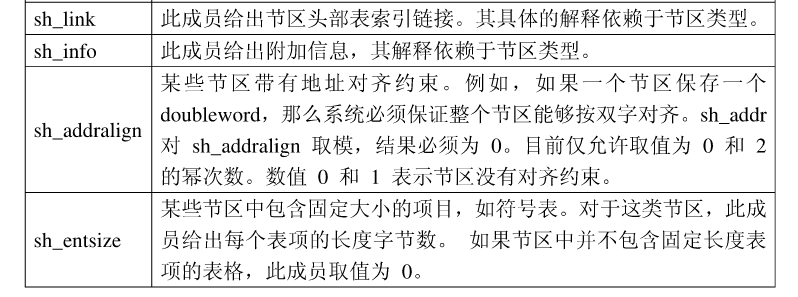 sh_link 此成员给出节区头部表索引链接。其具体的解释依赖于节区类型。
sh_info 此成员给出附加信息，其解释依赖于节区类型。
sh_addralign 某些节区带有地址对齐约束。例如，如果一个节区保存一个
doubleword，那么系统必须保证整个节区能够按双字对齐。sh_addr
对 sh_addralign 取模，结果必须为 0。目前仅允许取值为 0 和 2
的幂次数。数值 0 和 1 表示节区没有对齐约束。
sh_entsize 某些节区中包含固定大小的项目，如符号表。对于这类节区，此成
员给出每个表项的长度字节数。 如果节区中并不包含固定长度表
项的表格，此成员取值为 0。